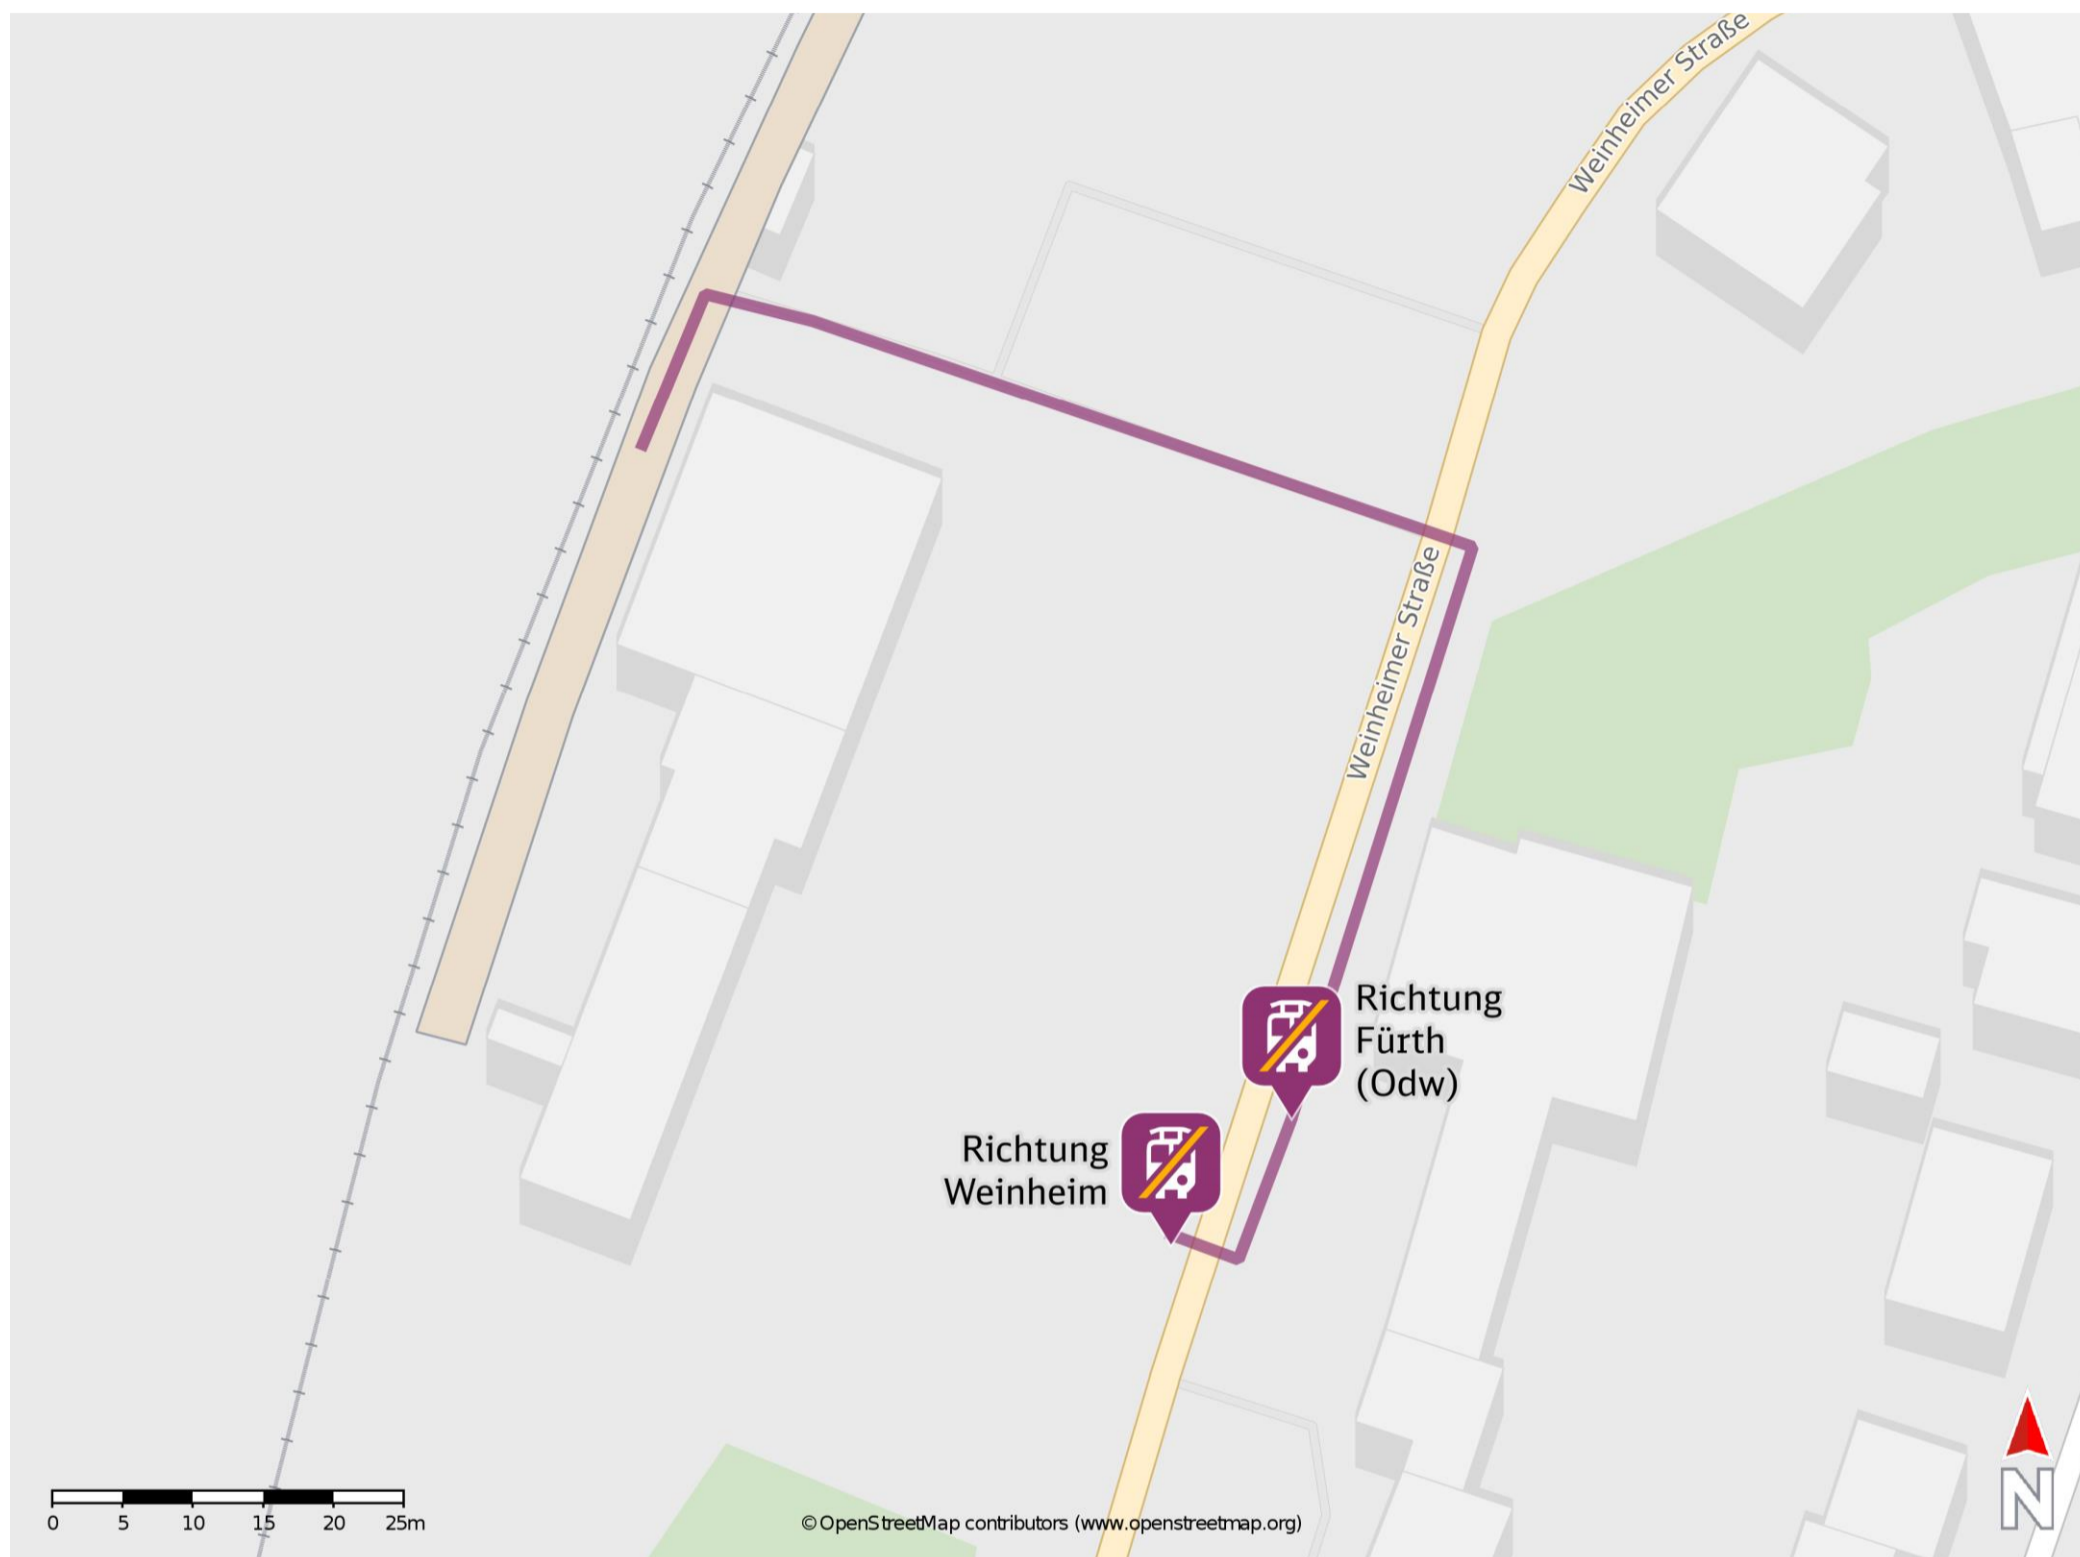 Weinheimer Straße
Weinheimer Straße
Richtung
Fürth
(Odw)
Richtung
Weinheim
0 5 10 15 20 25m
© OpenStreetMap contributors (www.openstreetmap.org)
N